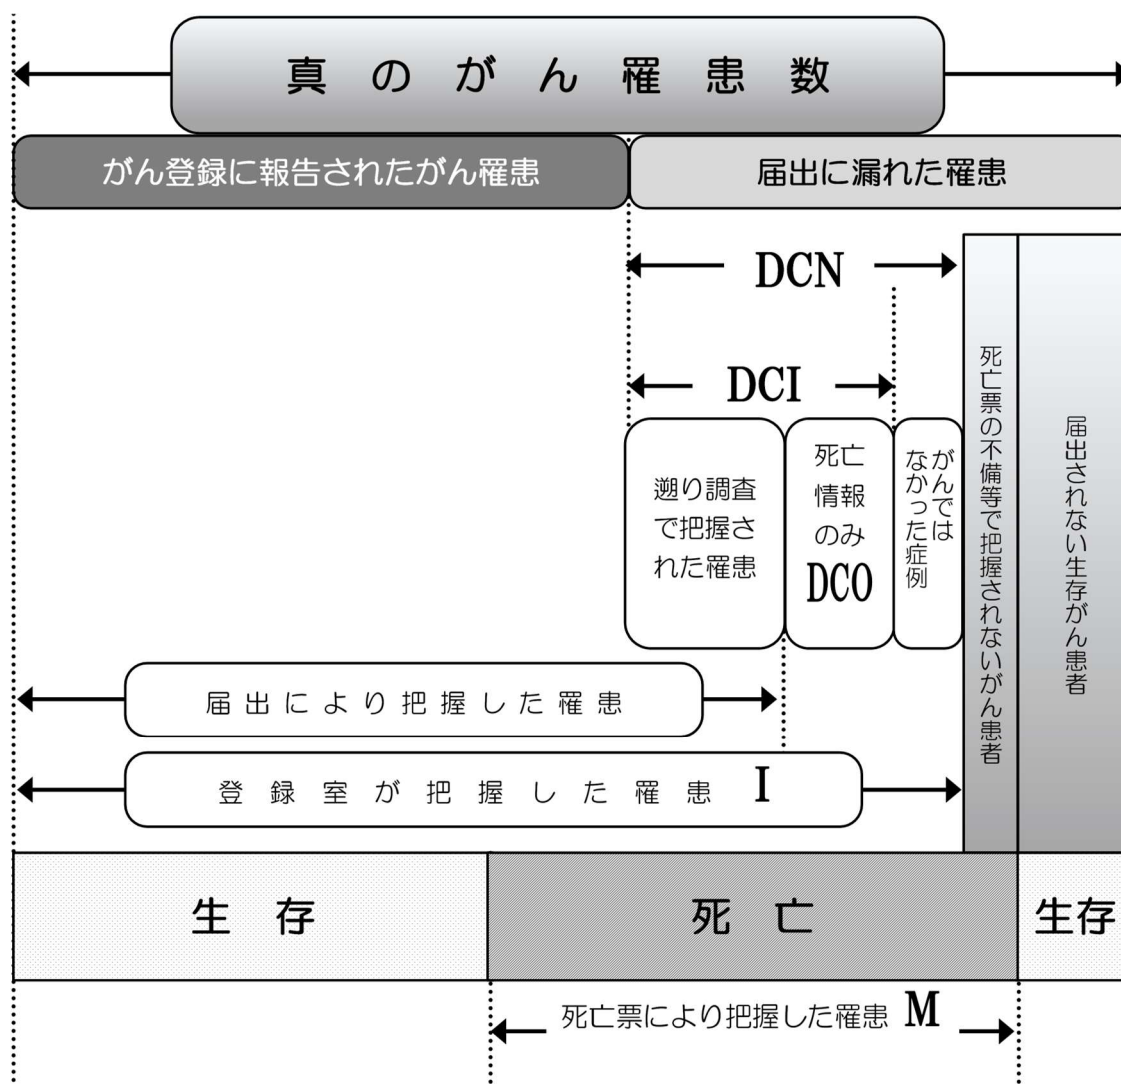 真のがん罹患数
がん登録に報告されたがん罹患
届出に漏れた罹患
DCN
DCI
遡り調査
で把握さ
れた罹患
死亡
情報
のみ
DCO
がんでは
なかった症例
死亡票の不備等で把握されないがん患者
届出されない生存がん患者
届出により把握した罹患
登録室が把握した罹患 I
生存
死亡
生存
死亡票により把握した罹患 M